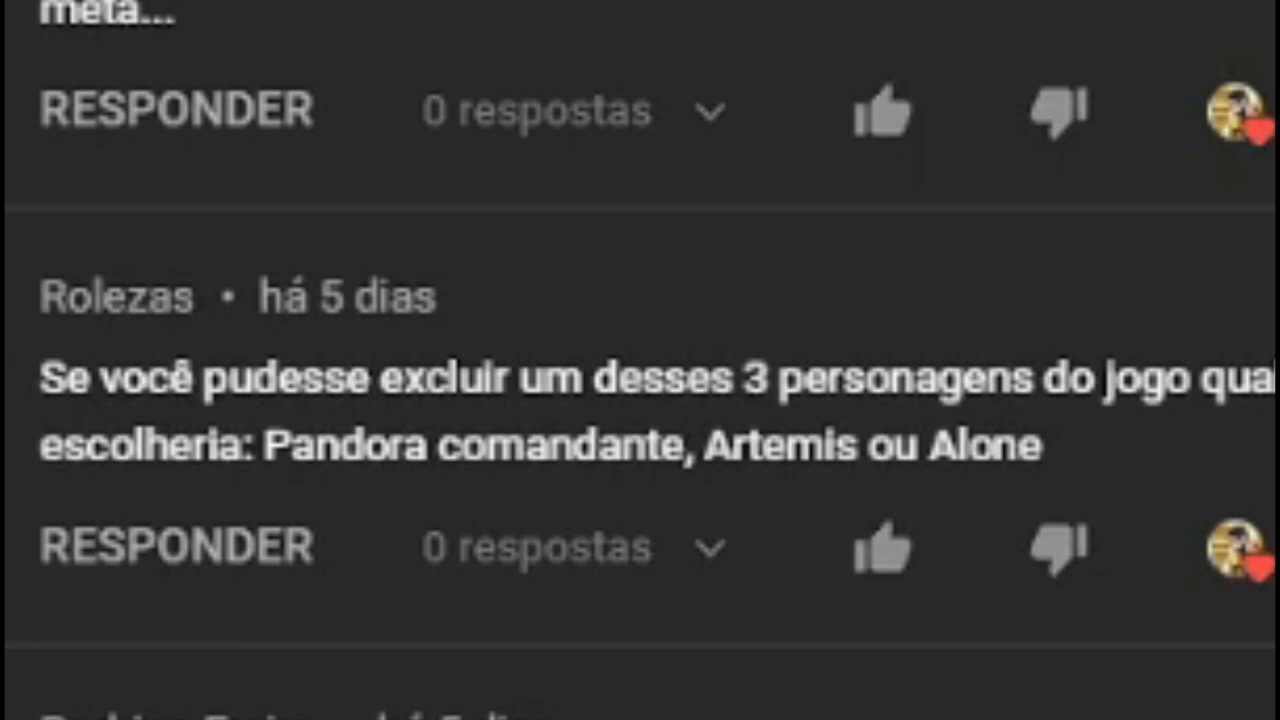 meta...
RESPONDER 0 respostas
Rolezas • há 5 dias
Se você pudesse excluir um desses 3 personagens do jogo qua
escolheria: Pandora comandante, Artemis ou Alone
RESPONDER 0 respostas